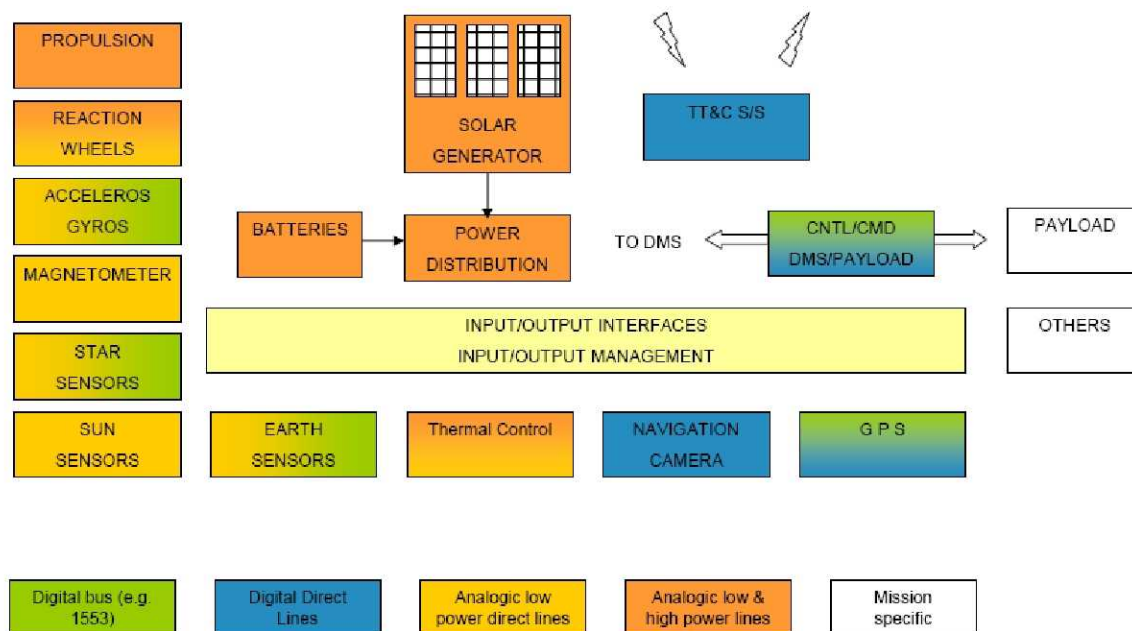 PROPULSION
REACTION
WHEELS
ACCELEROS
GYROS
MAGNETOMETER
STAR
SENSORS
SUN
SENSORS
SOLAR
GENERATOR
BATTERIES
POWER
DISTRIBUTION
TT&C S/S
TO DMS
CNTL/CMD
DMS/PAYLOAD
PAYLOAD
INPUT/OUTPUT INTERFACES
INPUT/OUTPUT MANAGEMENT
OTHERS
EARTH
SENSORS
Thermal Control
NAVIGATION
CAMERA
G P S
Digital bus (e.g.
1553)
Digital Direct
Lines
Analogic low
power direct lines
Analogic low &
high power lines
Mission
specific